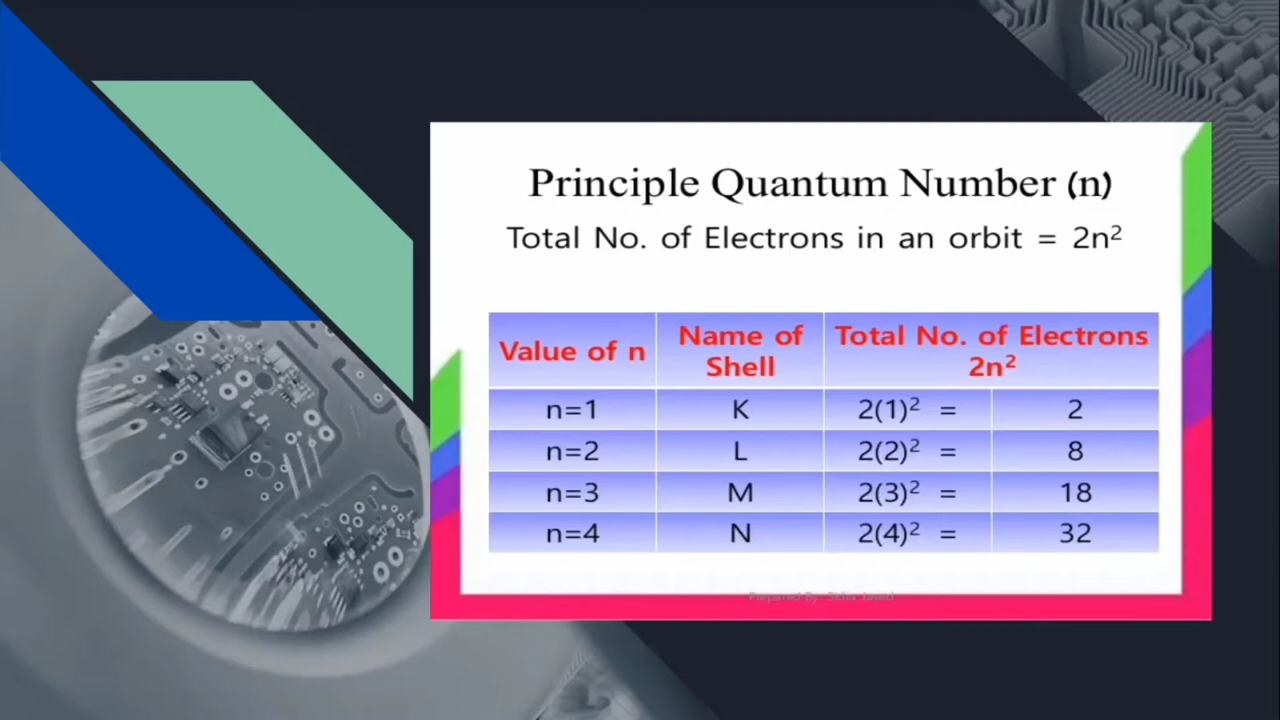 Principle Quantum Number (n)
Total No. of Electrons in an orbit = 2n²
Value of n
Name of
Shell
Total No. of Electrons
2n²
n=1 K 2(1)² = 2
n=2 L 2(2)² = 8
n=3 M 2(3)² = 18
n=4 N 2(4)² = 32
Prepared By: